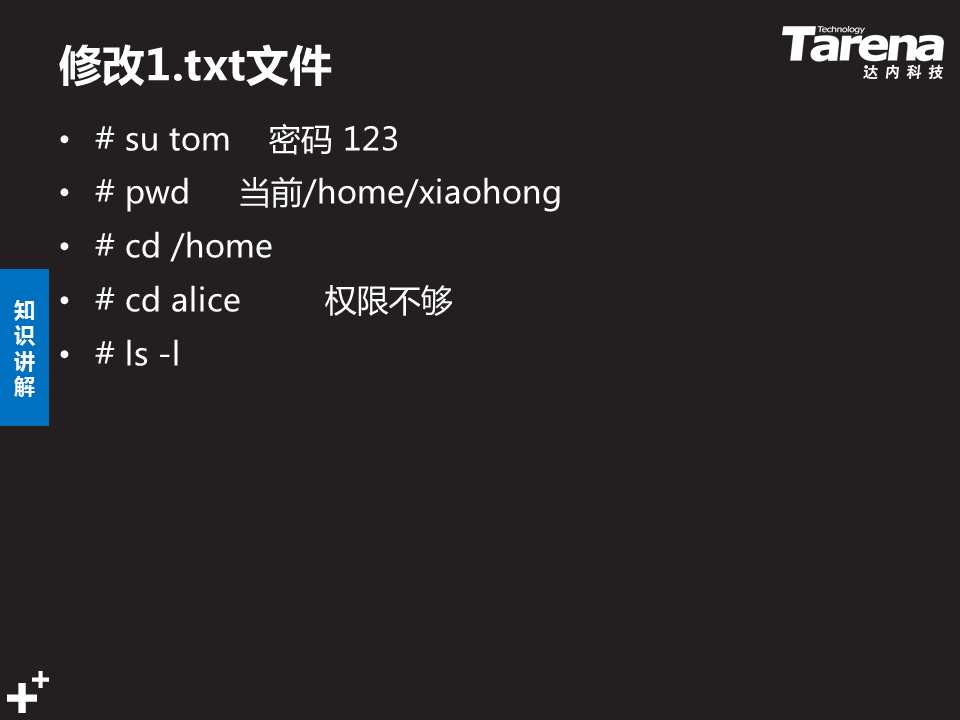 修改1.txt文件
Technology
Tarena
达内科技
• # su tom 密码 123
• # pwd 当前/home/xiaohong
• # cd /home
• # cd alice 权限不够
• # ls -l
知识讲解